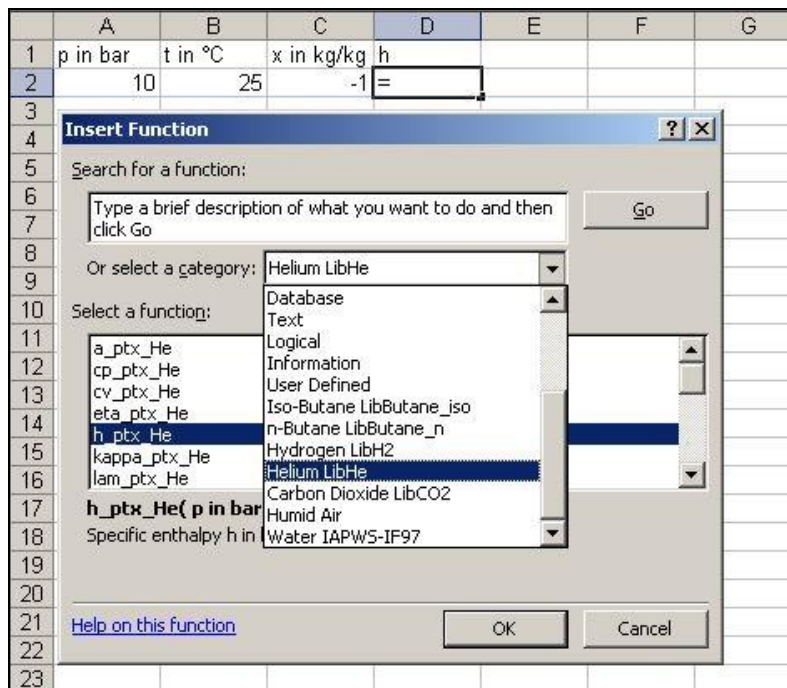 A B C D E F G
1 p in bar t in °C x in kg/kg h
2 10 25 -1 =
3
4
5
6
7
8
9
10
11
12
13
14
15
16
17
18
19
20
21
22
23
Insert Function
Search for a function:
Type a brief description of what you want to do and then
click Go
Go
Or select a category: Helium LibHe
Database
Text
Logical
Information
User Defined
Iso-Butane LibButane_iso
n-Butane LibButane_n
Hydrogen LibH2
Helium LibHe
Carbon Dioxide LibCO2
Humid Air
Water IAPWS-IF97
Select a function:
a_ptx_He
cp_ptx_He
cv_ptx_He
eta_ptx_He
h_ptx_He
kappa_ptx_He
lam_ptx_He
h_ptx_He( p in bar
Specific enthalpy h in
Help on this function
OK Cancel